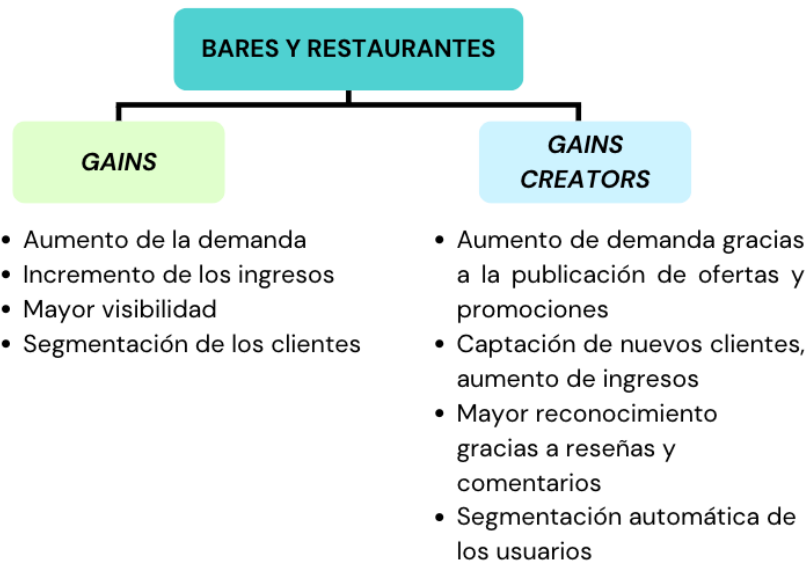 BARES Y RESTAURANTES
GAINS
• Aumento de la demanda
• Incremento de los ingresos
• Mayor visibilidad
• Segmentación de los clientes
GAINS
CREATORS
• Aumento de demanda gracias
a la publicación de ofertas y
promociones
• Captación de nuevos clientes,
aumento de ingresos
• Mayor reconocimiento
gracias a reseñas y
comentarios
• Segmentación automática de
los usuarios